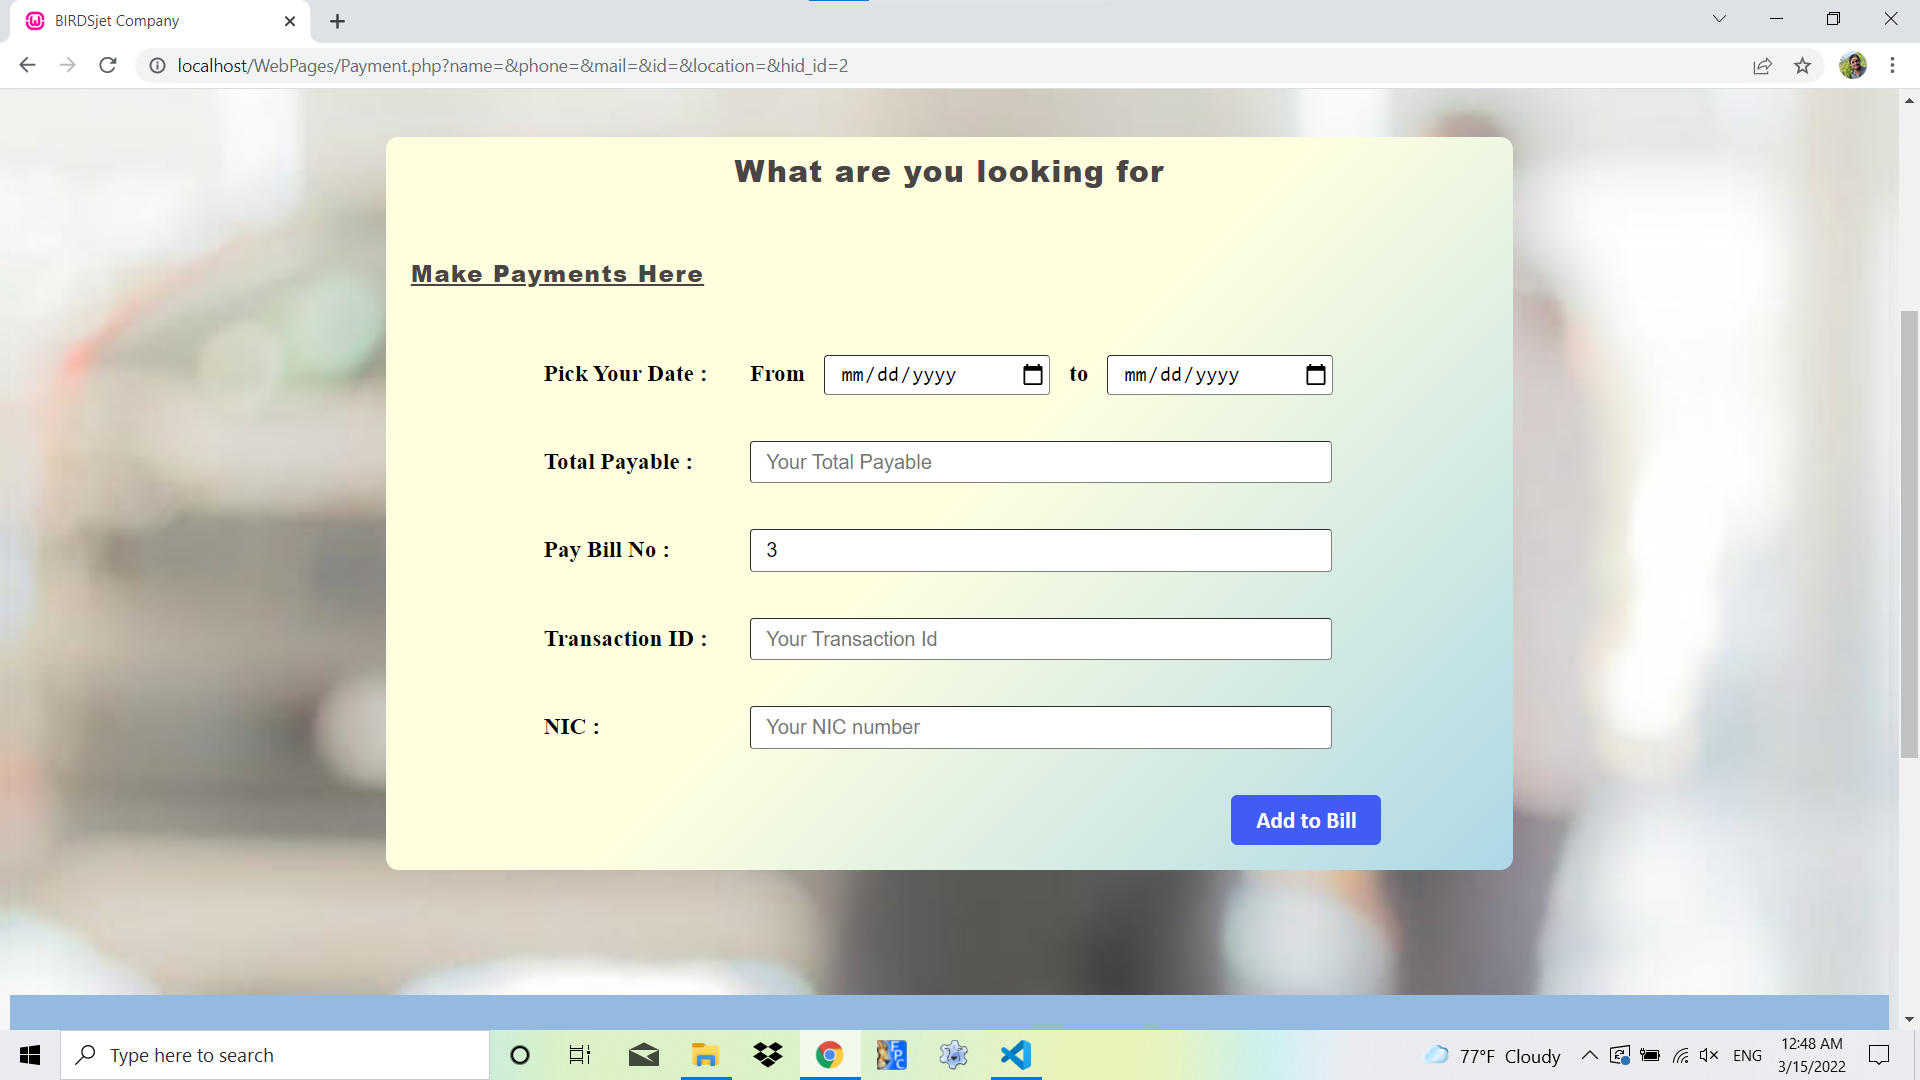 BIRDSjet Company
localhost/WebPages/Payment.php?name=&phone=&mail=&id=&location=&hid_id=2
What are you looking for
Make Payments Here
Pick Your Date : From mm/dd/yyyy to mm/dd/yyyy
Total Payable : Your Total Payable
Pay Bill No : 3
Transaction ID : Your Transaction Id
NIC : Your NIC number
Add to Bill
Type here to search
FPC
77°F Cloudy
ENG
12:48 AM
3/15/2022